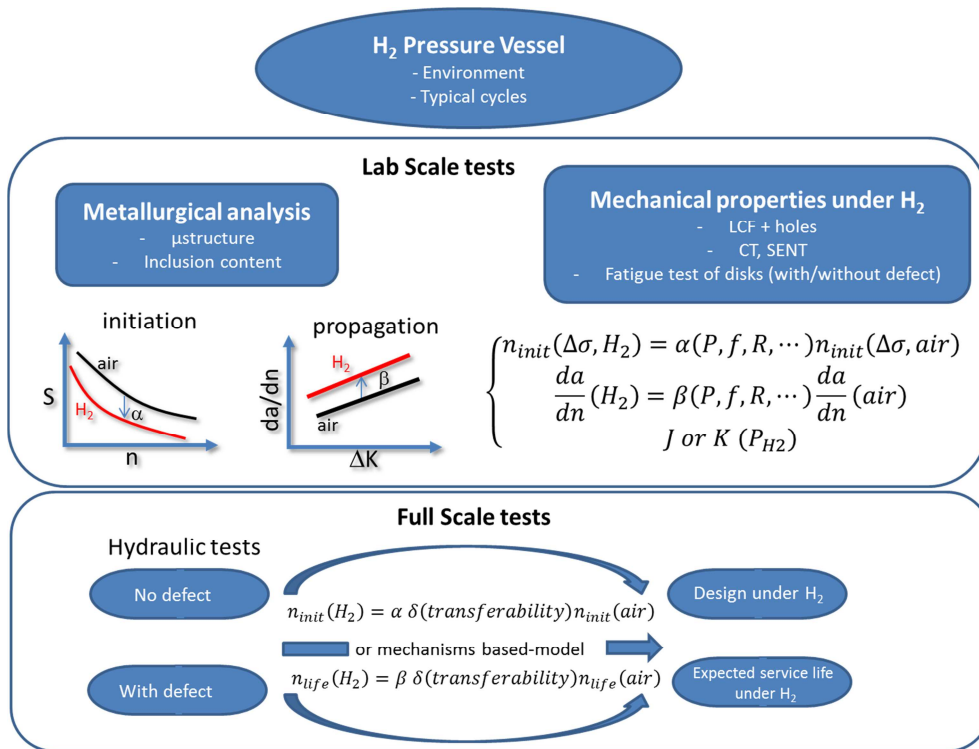 H₂ Pressure Vessel
- Environment
- Typical cycles
Lab Scale tests
Metallurgical analysis
- µstructure
- Inclusion content
Mechanical properties under H₂
- LCF + holes
- CT, SENT
- Fatigue test of disks (with/without defect)
initiation
S
air
H₂
α
n
propagation
da/dn
H₂
β
air
ΔK
n_init(Δσ, H₂) = α(P, f, R, ⋯)n_init(Δσ, air)
da/dn (H₂) = β(P, f, R, …) da/dn (air)
J or K (P_H2)
Full Scale tests
Hydraulic tests
No defect
n_init(H₂) = α δ(transferability)n_init(air)
Design under H₂
or mechanisms based-model
With defect
n_life(H₂) = β δ(transferability)n_life(air)
Expected service life
under H₂